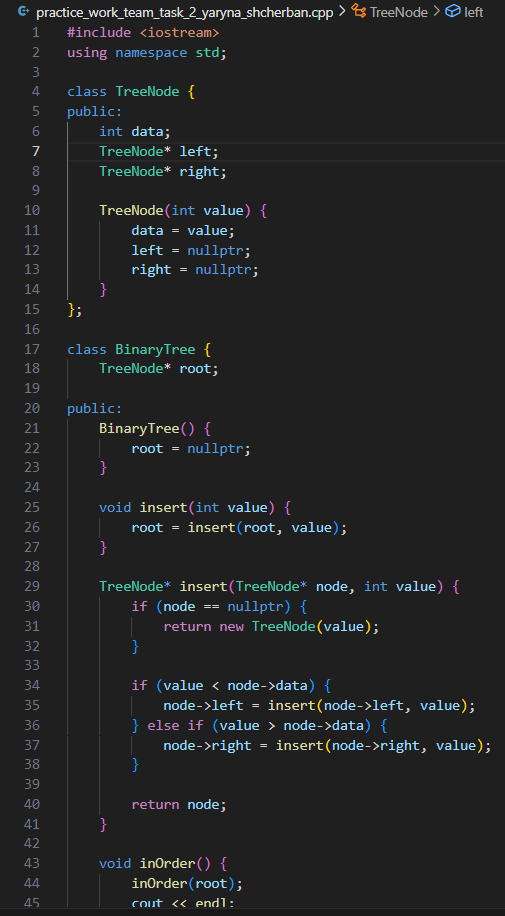 practice_work_team_task_2_yaryna_shcherban.cpp > TreeNode > left
1 #include <iostream>
2 using namespace std;
3
4 class TreeNode {
5 public:
6     int data;
7     TreeNode* left;
8     TreeNode* right;
9
10     TreeNode(int value) {
11         data = value;
12         left = nullptr;
13         right = nullptr;
14     }
15 };
16
17 class BinaryTree {
18     TreeNode* root;
19
20 public:
21     BinaryTree() {
22         root = nullptr;
23     }
24
25     void insert(int value) {
26         root = insert(root, value);
27     }
28
29     TreeNode* insert(TreeNode* node, int value) {
30         if (node == nullptr) {
31             return new TreeNode(value);
32         }
33
34         if (value < node->data) {
35             node->left = insert(node->left, value);
36         } else if (value > node->data) {
37             node->right = insert(node->right, value);
38         }
39
40         return node;
41     }
42
43     void inOrder() {
44         inOrder(root);
45         cout << endl;